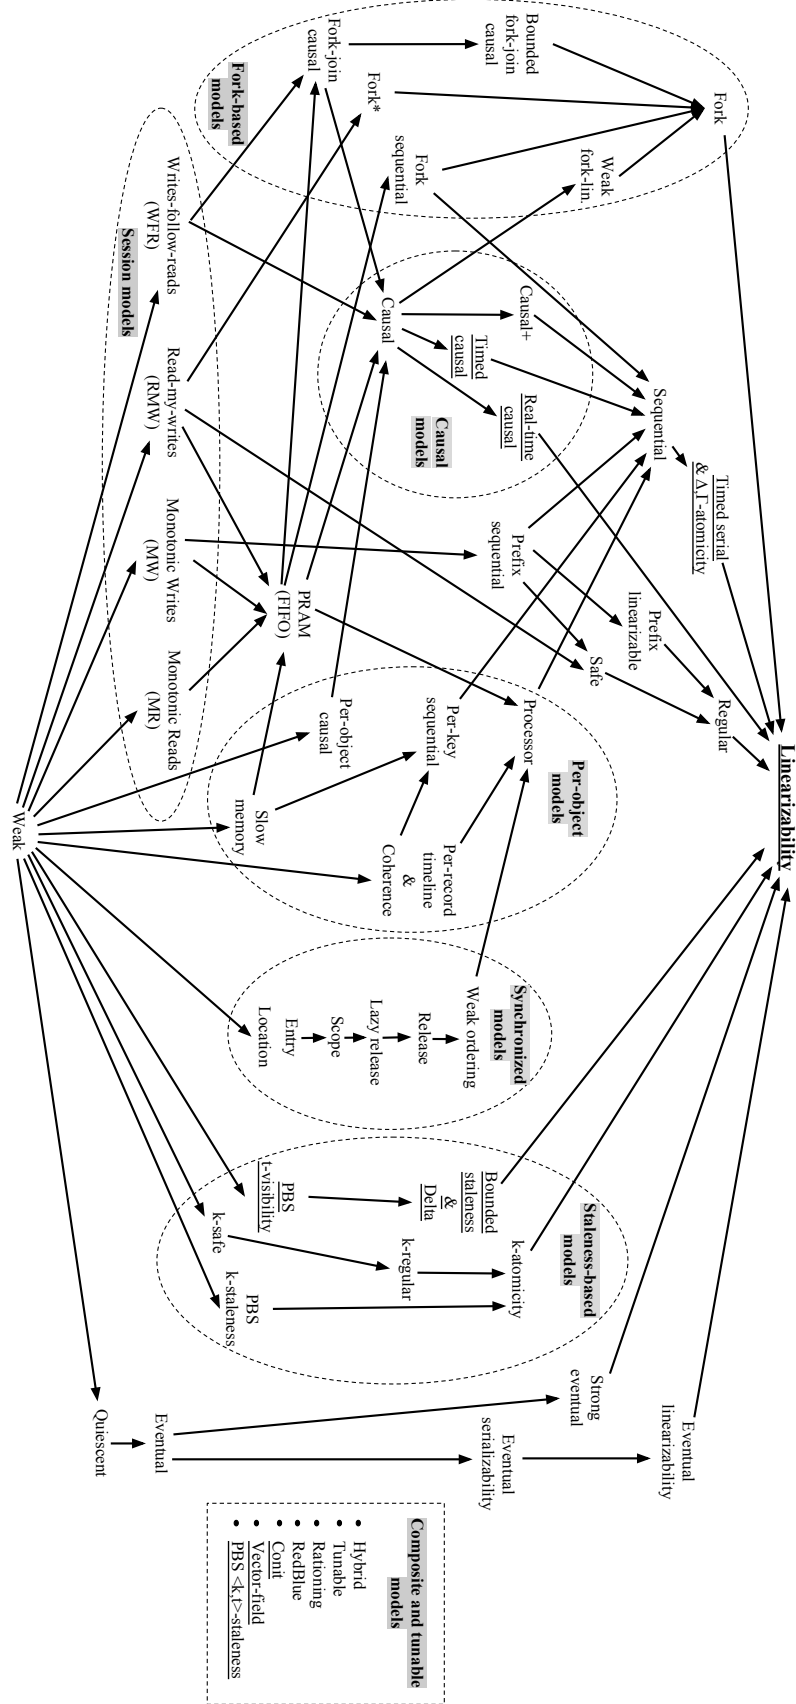 Linearizability
Fork
Bounded
fork-join
causal
Fork-join
causal
Fork*
Fork
sequential
Weak
fork-lin.
Fork-based
models
Writes-follow-reads
(WFR)
Read-my-writes
(RMW)
Monotonic Writes
(MW)
Monotonic Reads
(MR)
Session models
Causal
Causal+
Timed
causal
Real-time
causal
Causal
models
Sequential
Timed serial
& Δ,Γ-atomicity
Prefix
sequential
Prefix
linearizable
Safe
Regular
PRAM
(FIFO)
Per-object
models
Processor
Per-key
sequential
Per-object
causal
Slow
memory
Per-record
timeline
&
Coherence
Weak
Synchronized
models
Weak ordering
Release
Lazy release
Scope
Entry
Location
Staleness-based
models
Bounded
staleness
&
Delta
k-atomicity
k-regular
PBS
t-visibility
k-safe
PBS
k-staleness
Strong
eventual
Eventual
linearizability
Eventual
serializability
Eventual
Quiescent
Composite and tunable
models
• Hybrid
• Tunable
• Rationing
• RedBlue
• Conit
• Vector-field
• PBS <k,t>-staleness